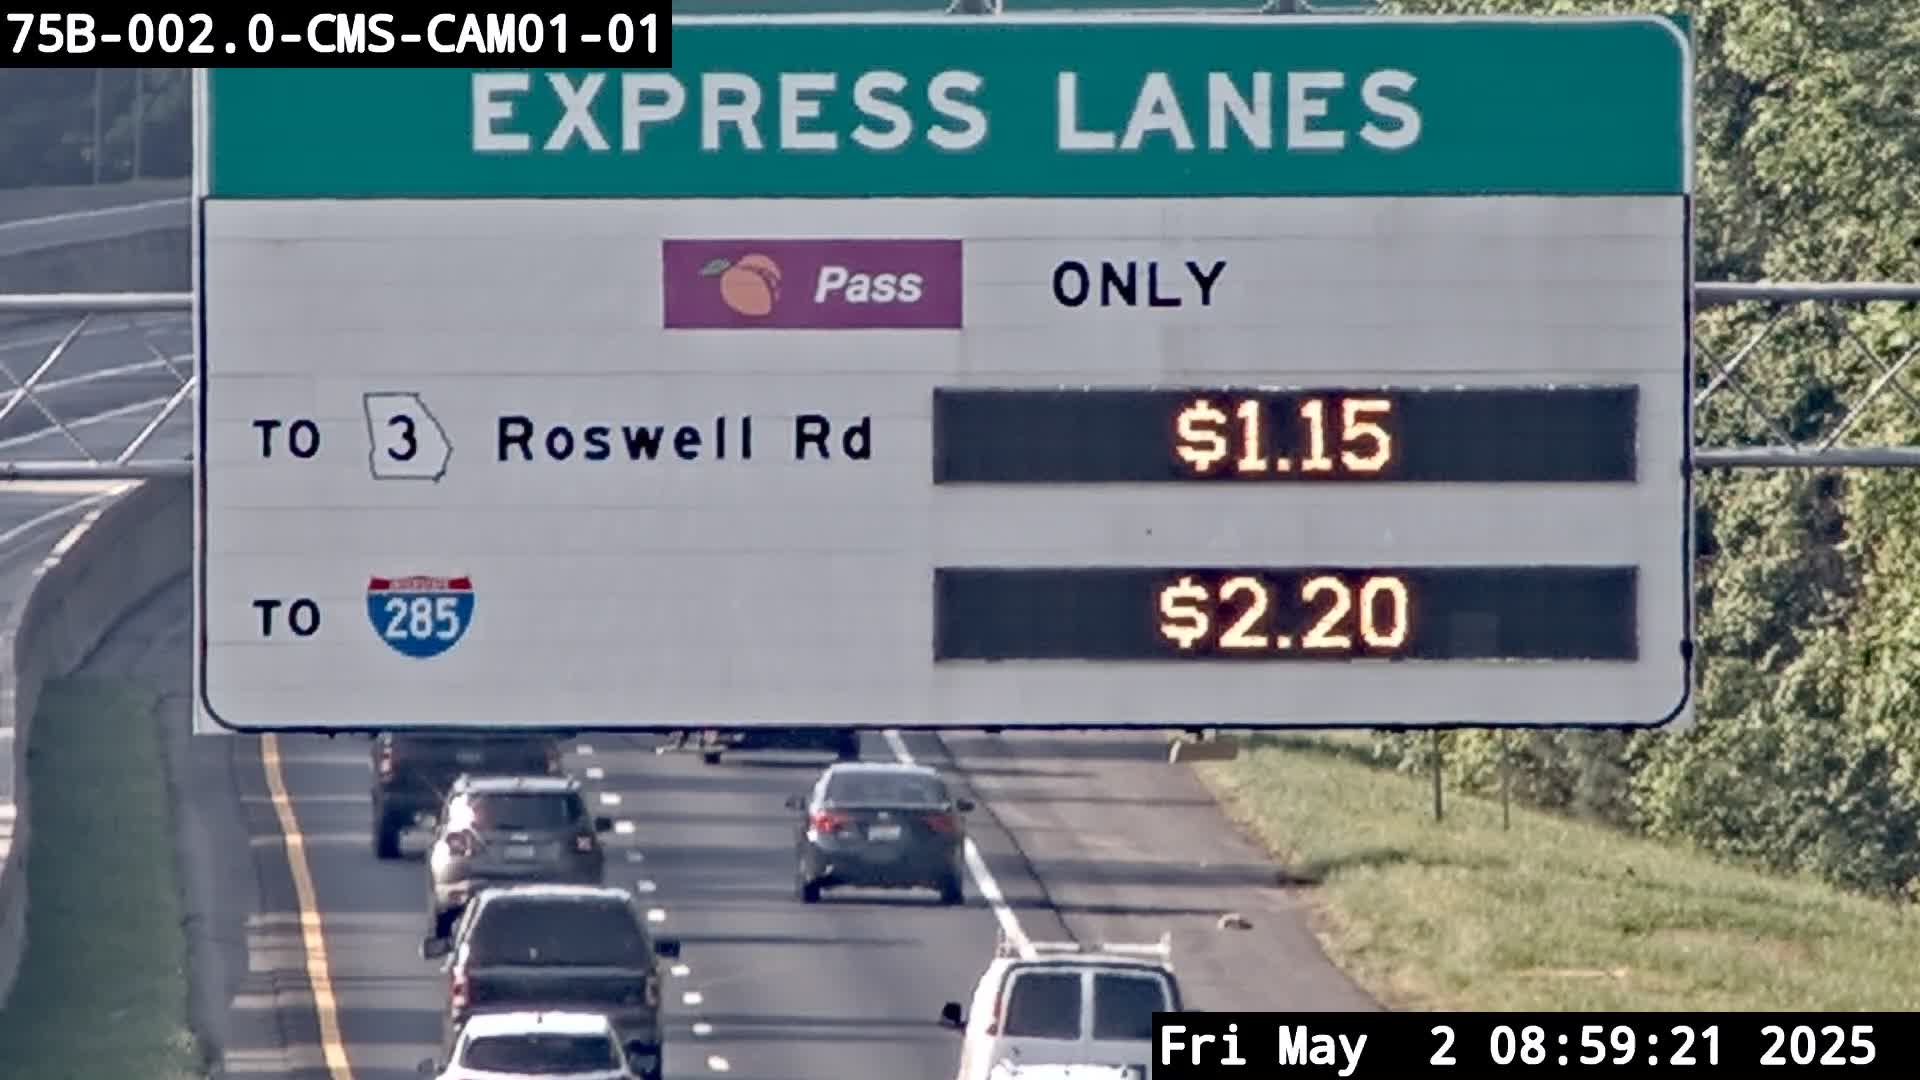 75B-002.0-CMS-CAM01-01
EXPRESS LANES
Pass ONLY
TO 3 Roswell Rd $1.15
INTERSTATE
TO 285 $2.20
Fri May 2 08:59:21 2025